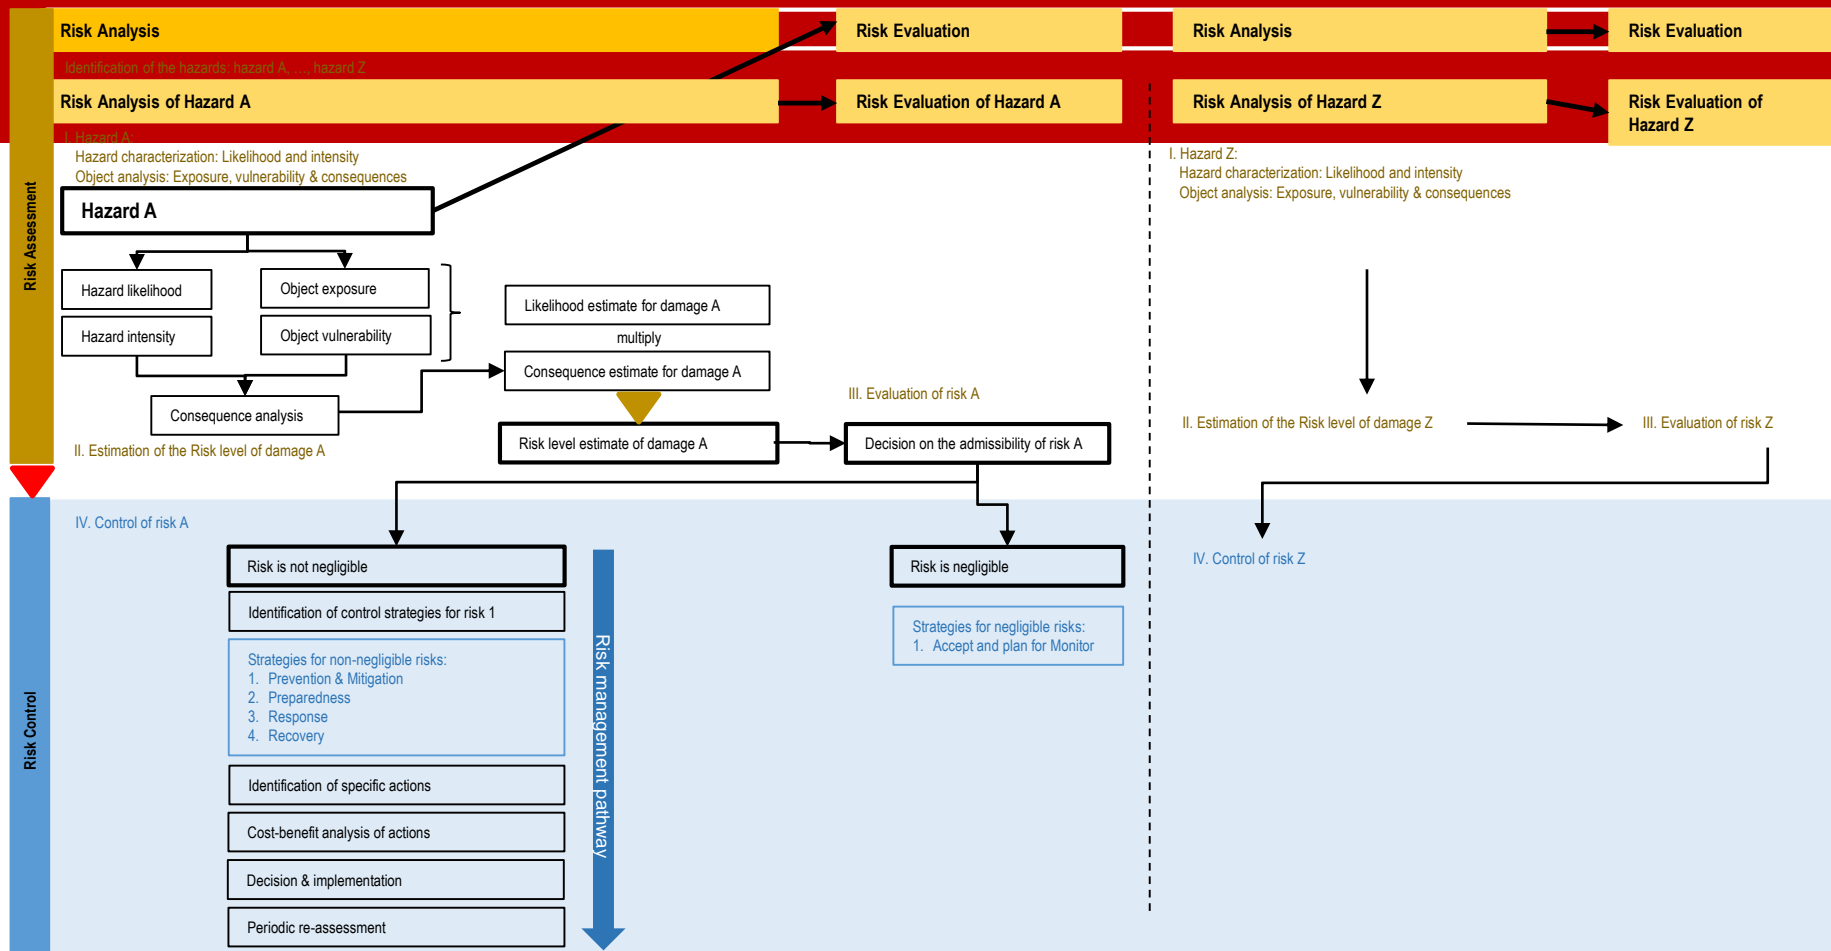 Risk Analysis
Risk Evaluation
Risk Analysis
Risk Evaluation
Identification of the hazards: hazard A, …, hazard Z
Risk Analysis of Hazard A
Risk Evaluation of Hazard A
Risk Analysis of Hazard Z
Risk Evaluation of
Hazard Z
I. Hazard A:
Hazard characterization: Likelihood and intensity
Object analysis: Exposure, vulnerability & consequences
I. Hazard Z:
Hazard characterization: Likelihood and intensity
Object analysis: Exposure, vulnerability & consequences
Risk Assessment
Hazard A
Hazard likelihood
Object exposure
Hazard intensity
Object vulnerability
Likelihood estimate for damage A
multiply
Consequence estimate for damage A
Consequence analysis
II. Estimation of the Risk level of damage A
Risk level estimate of damage A
III. Evaluation of risk A
Decision on the admissibility of risk A
II. Estimation of the Risk level of damage Z
III. Evaluation of risk Z
Risk Control
IV. Control of risk A
Risk is not negligible
Identification of control strategies for risk 1
Strategies for non-negligible risks:
1. Prevention & Mitigation
2. Preparedness
3. Response
4. Recovery
Identification of specific actions
Cost-benefit analysis of actions
Decision & implementation
Periodic re-assessment
Risk management pathway
Risk is negligible
Strategies for negligible risks:
1. Accept and plan for Monitor
IV. Control of risk Z